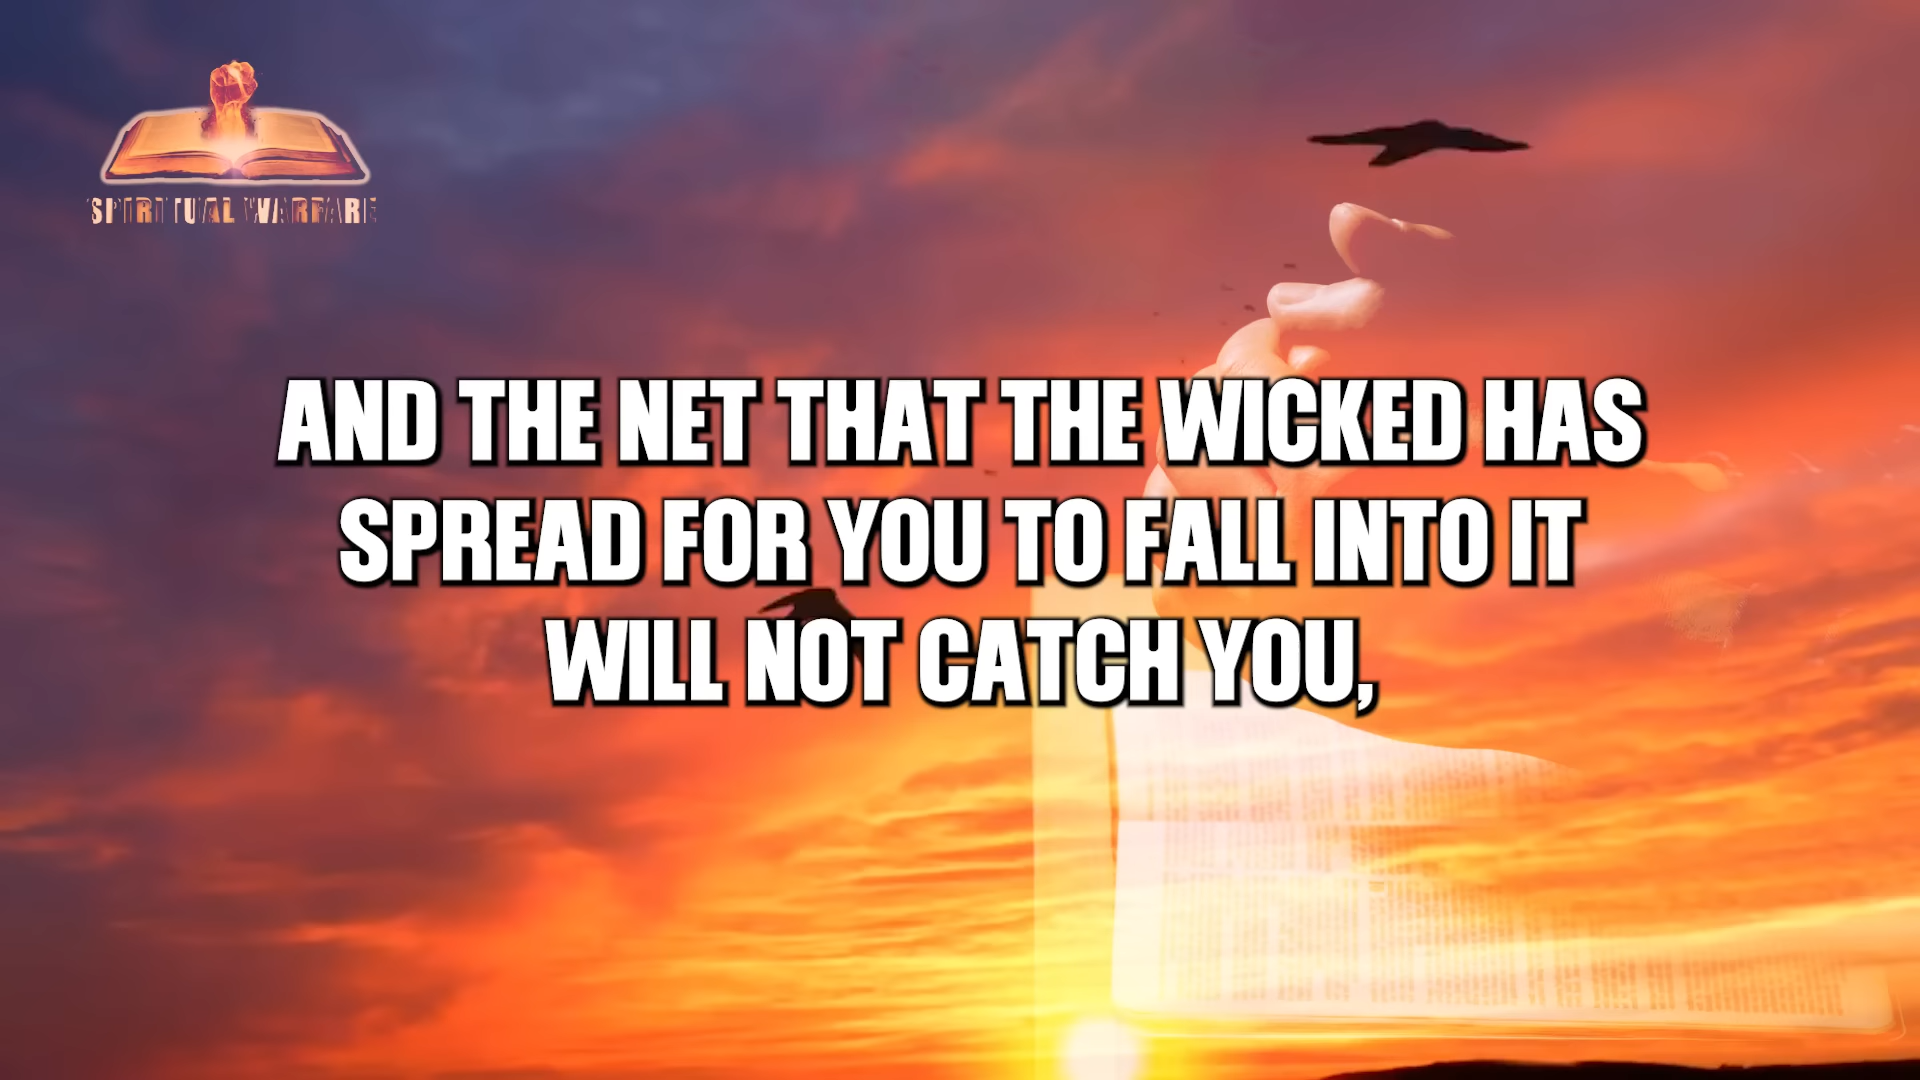 SPIRITUAL WARFARE
AND THE NET THAT THE WICKED HAS
SPREAD FOR YOU TO FALL INTO IT
WILL NOT CATCH YOU,